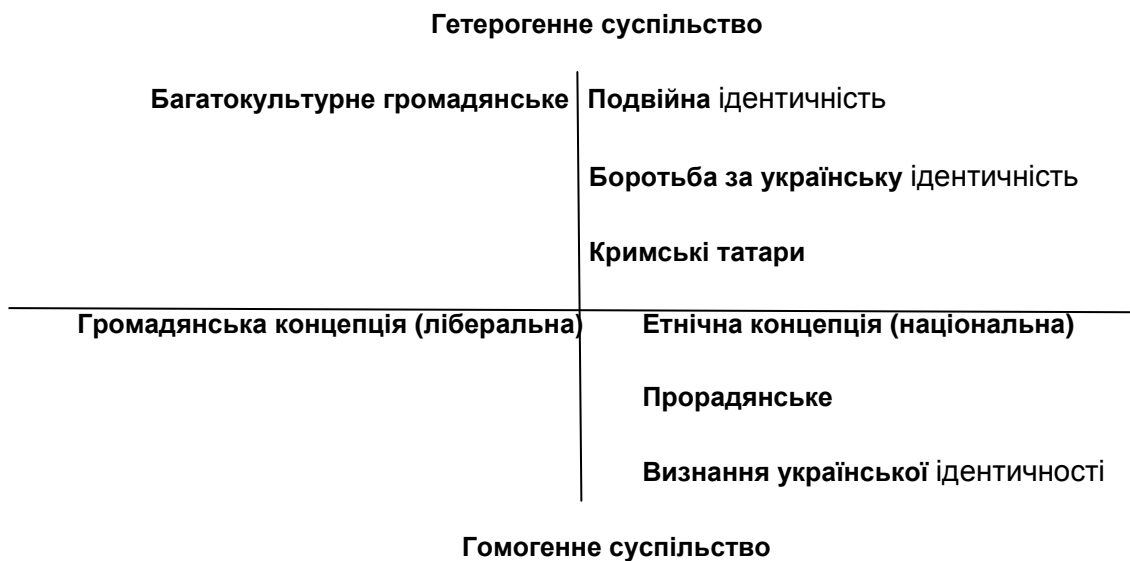 Гетерогенне суспільство
Багатокультурне громадянське Подвійна ідентичність
Боротьба за українську ідентичність
Кримські татари
Громадянська концепція (ліберальна) Етнічна концепція (національна)
Прорадянське
Визнання української ідентичності
Гомогенне суспільство